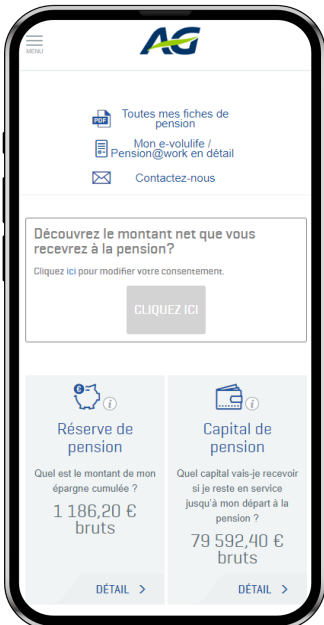 MENU
AG
PDF
Toutes mes fiches de
pension
Mon e-volulife /
Pension@work en détail
Contactez-nous
Découvrez le montant net que vous
recevrez à la pension?
Cliquez ici pour modifier votre consentement.
CLIQUEZ ICI
€
i
Réserve de
pension
Quel est le montant de mon
épargne cumulée ?
1 186,20 €
bruts
DÉTAIL >
i
Capital de
pension
Quel capital vais-je recevoir
si je reste en service
jusqu'à mon départ à la
pension ?
79 592,40 €
bruts
DÉTAIL >